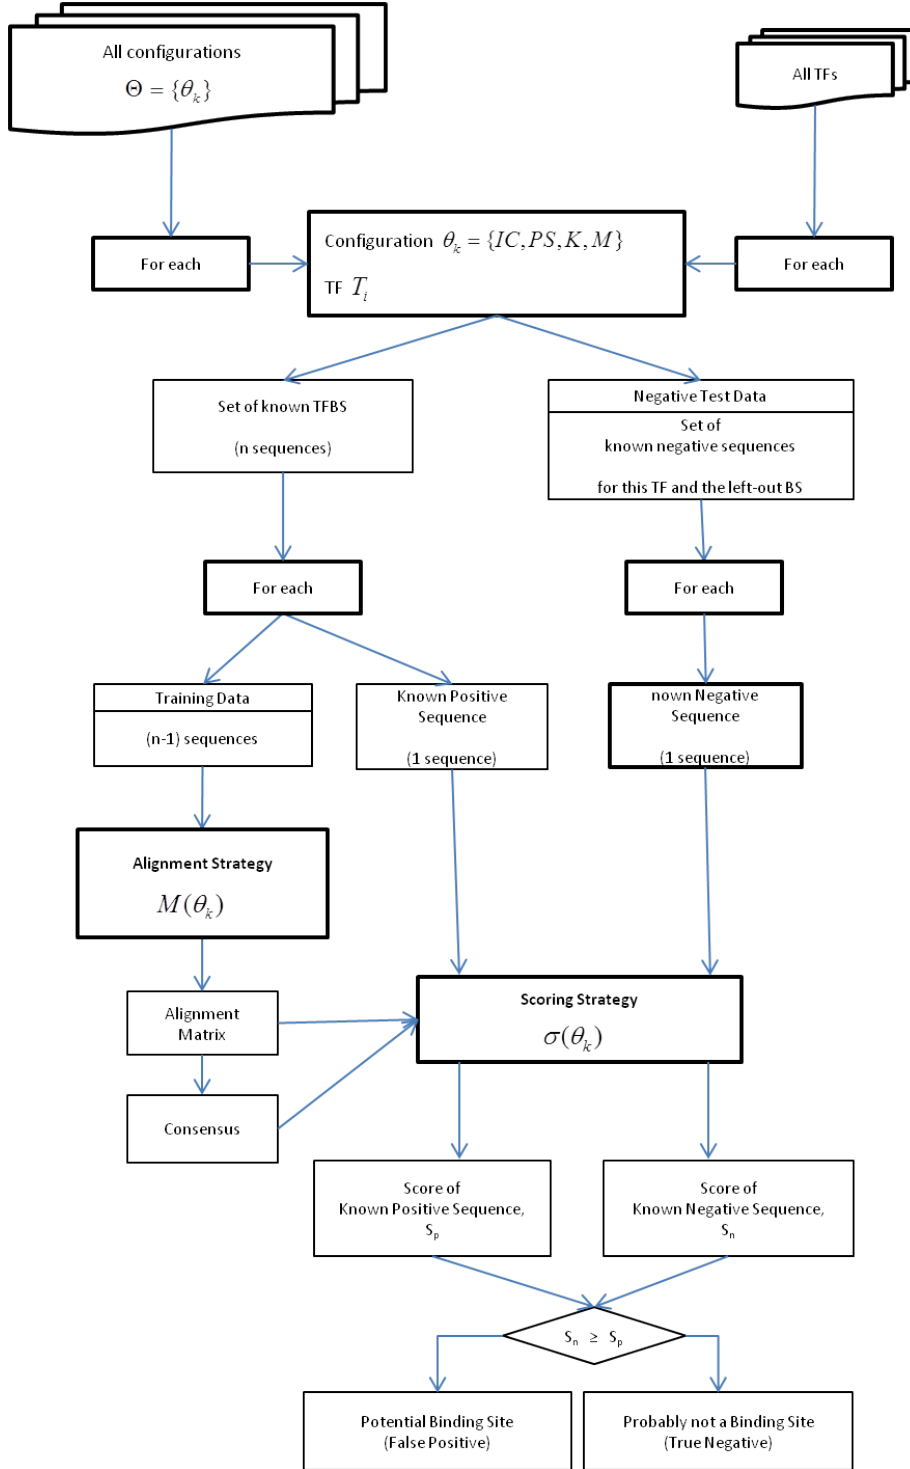 All configurations
Θ = {θ_k}
All TFs
For each
Configuration θ_k = {IC, PS, K, M}
TF T_i
For each
Set of known TFBS
(n sequences)
Negative Test Data
Set of
known negative sequences
for this TF and the left-out BS
For each
For each
Training Data
(n-1) sequences
Known Positive
Sequence
(1 sequence)
nown Negative
Sequence
(1 sequence)
Alignment Strategy
M(θ_k)
Alignment
Matrix
Scoring Strategy
σ(θ_k)
Consensus
Score of
Known Positive Sequence,
S_p
Score of
Known Negative Sequence,
S_n
S_n ≥ S_p
Potential Binding Site
(False Positive)
Probably not a Binding Site
(True Negative)